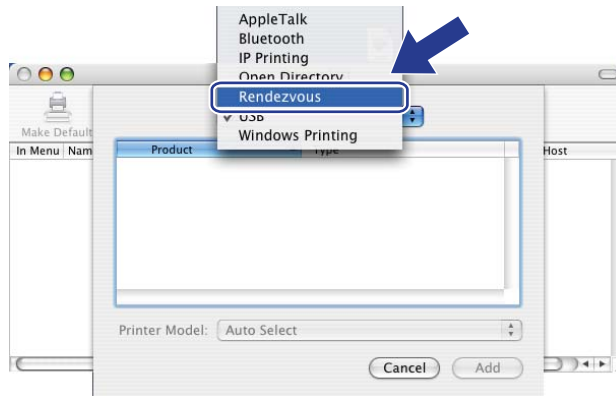 AppleTalk
Bluetooth
IP Printing
Open Directory
Rendezvous
✓ USB
Windows Printing
Make Default
In Menu Nam Product Type Host
Printer Model: Auto Select
Cancel Add